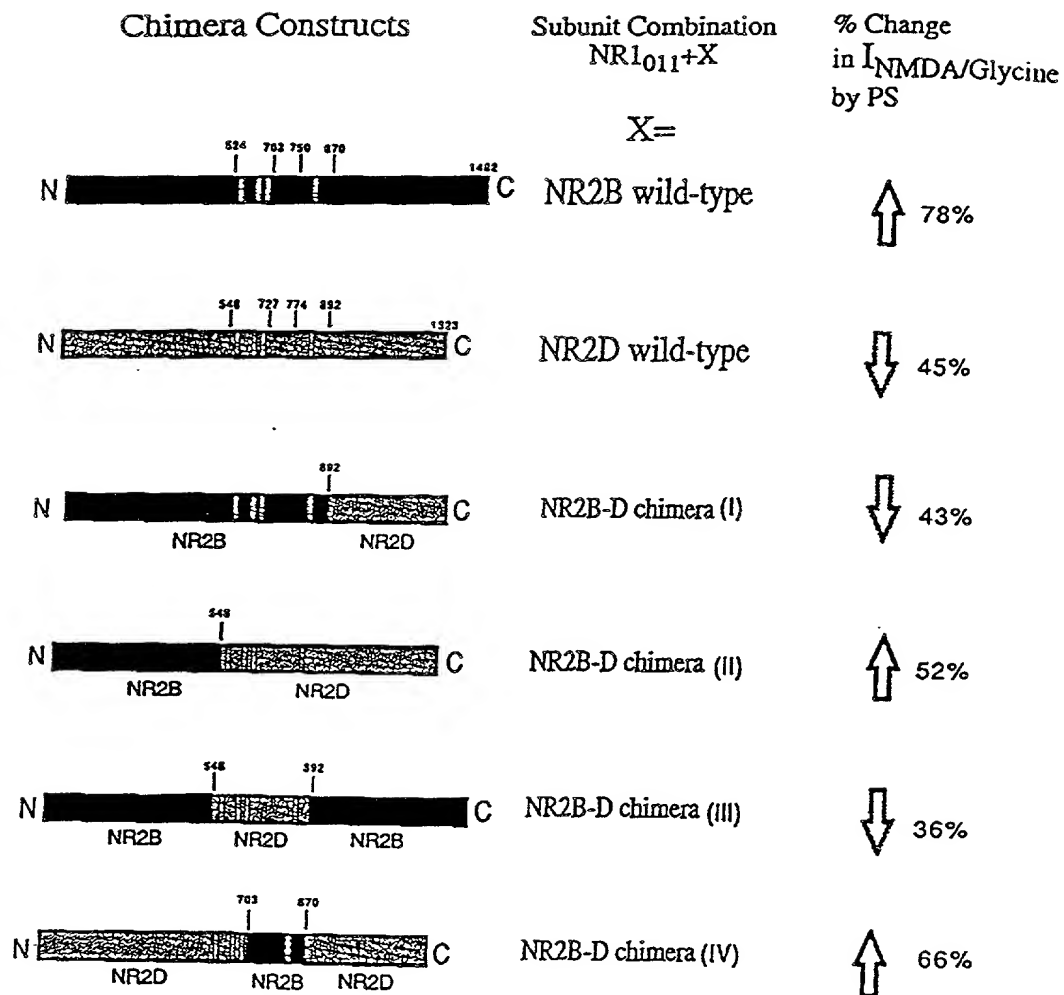 Chimera Constructs
Subunit Combination
NR1011+X
X=
% Change
in INMDA/Glycine
by PS
524 703 750 870 1482
N C
NR2B wild-type
78%
548 727 774 892 1323
N C
NR2D wild-type
45%
892
N C
NR2B NR2D
NR2B-D chimera (I)
43%
548
N C
NR2B NR2D
NR2B-D chimera (II)
52%
548 892
N C
NR2B NR2D NR2B
NR2B-D chimera (III)
36%
703 870
N C
NR2D NR2B NR2D
NR2B-D chimera (IV)
66%